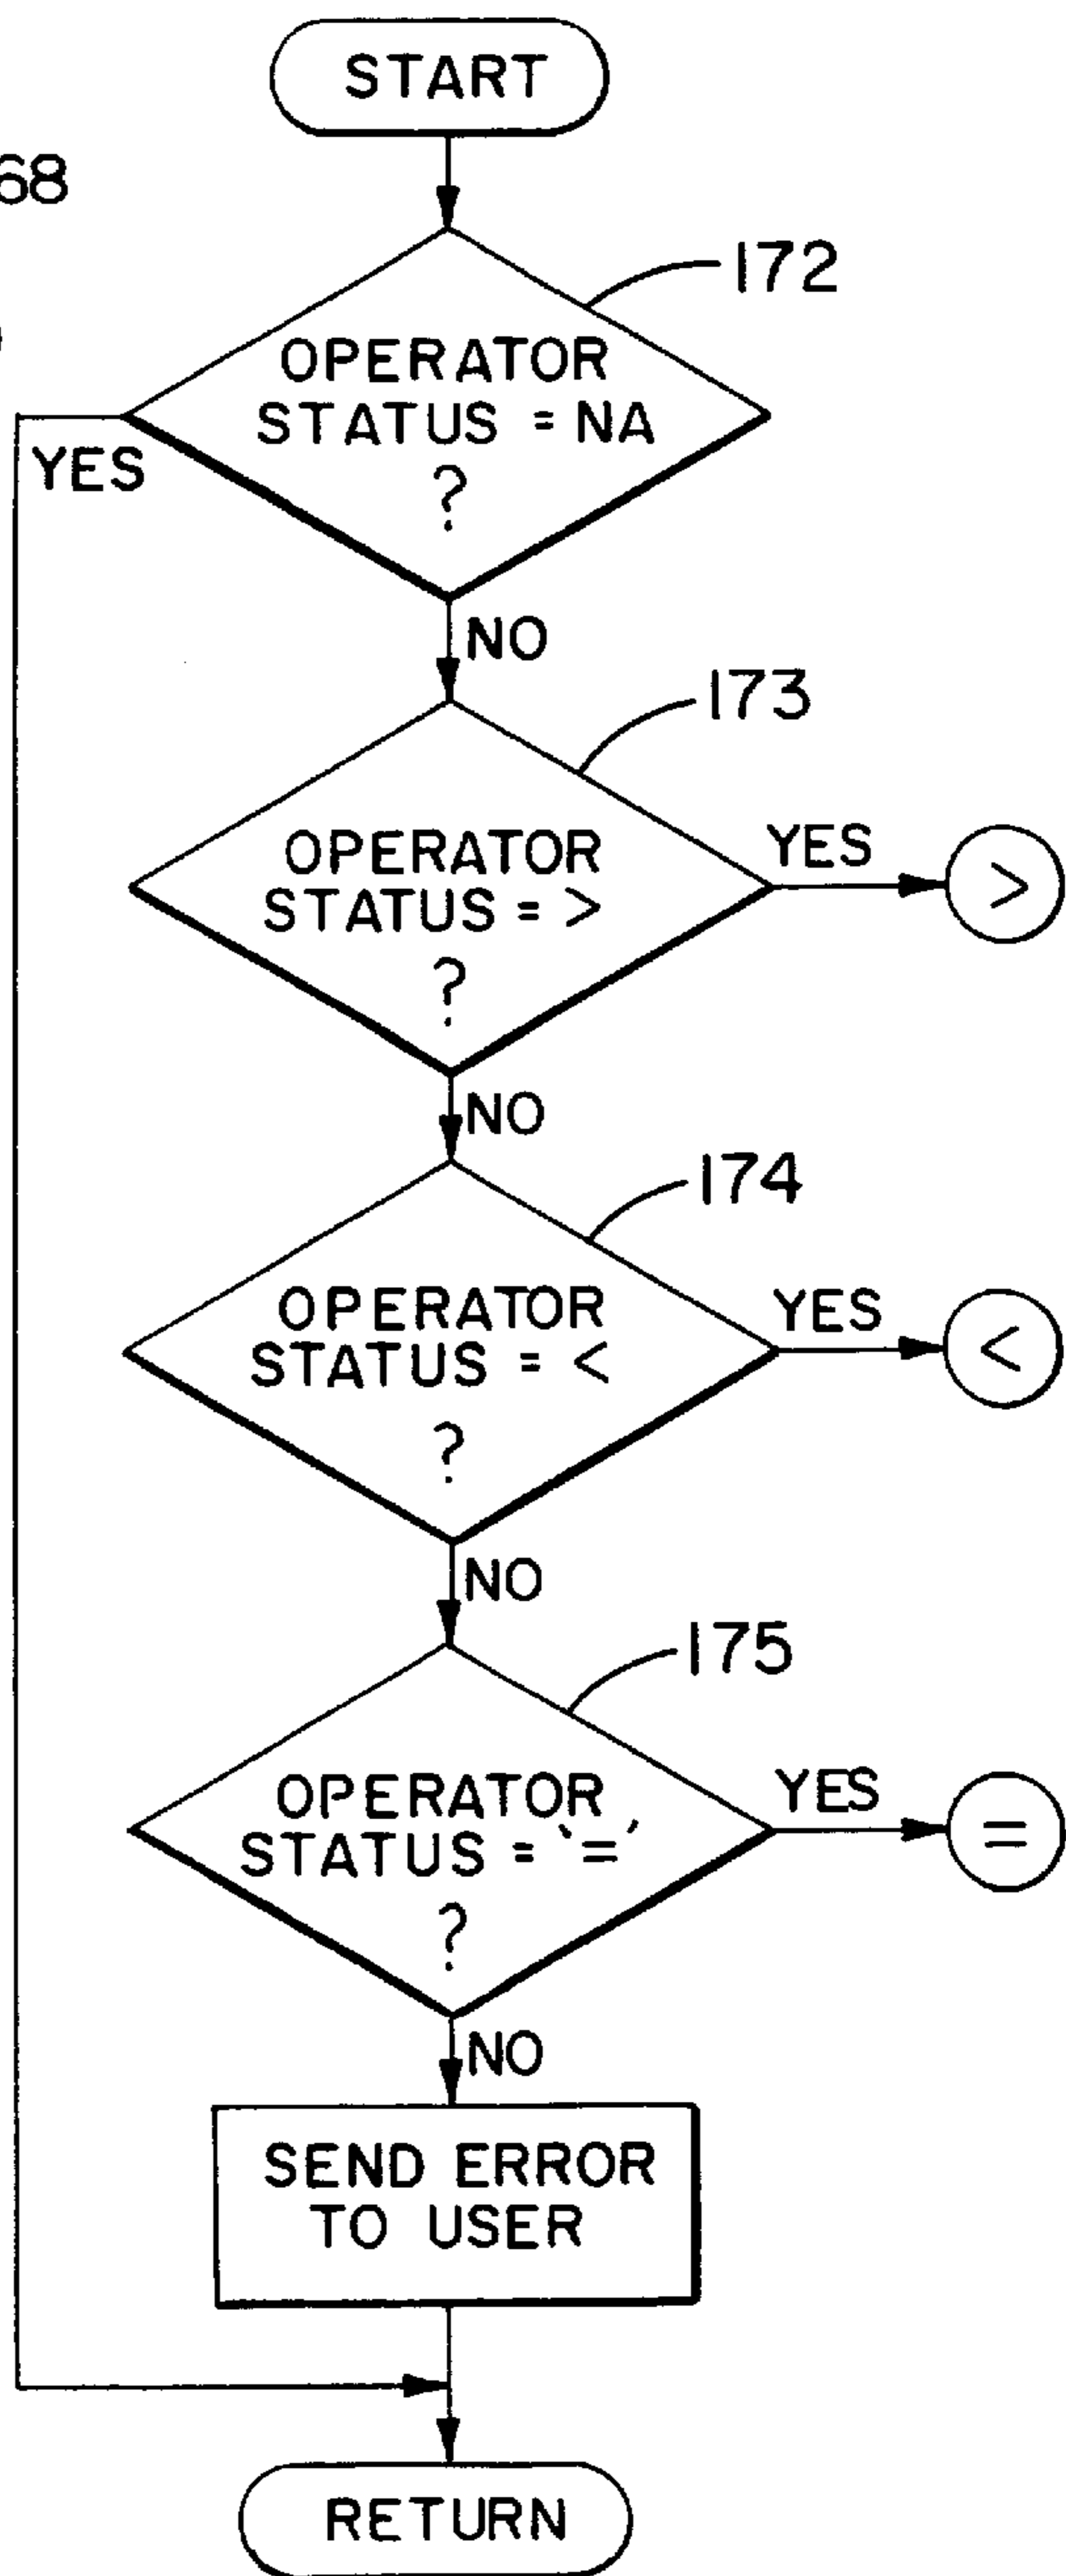 START
68
172
OPERATOR
STATUS = NA
?
YES
NO
173
OPERATOR
STATUS = >
?
YES
>
NO
174
OPERATOR
STATUS = <
?
YES
<
NO
175
OPERATOR
STATUS = '='
?
YES
=
NO
SEND ERROR
TO USER
RETURN